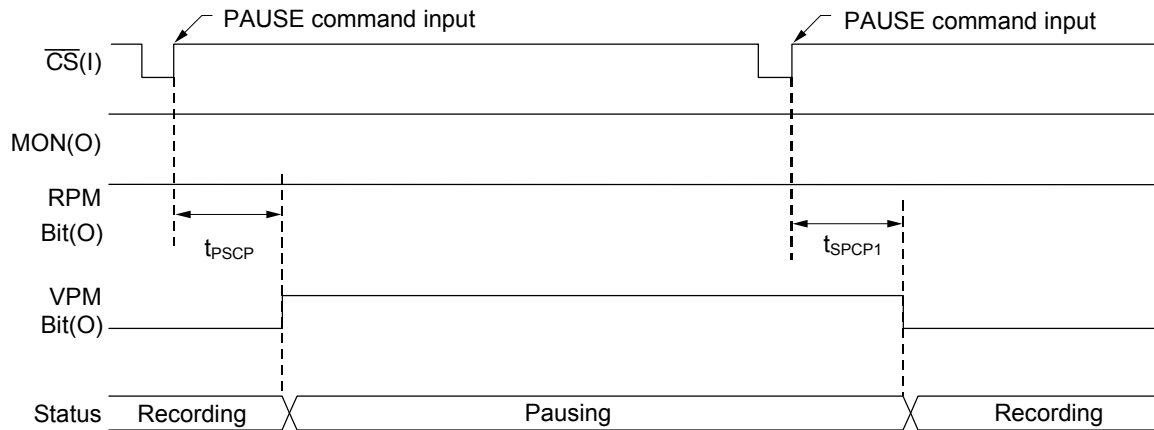 PAUSE command input
PAUSE command input
CS(I)
MON(O)
RPM
Bit(O)
tPSCP
tSPCP1
VPM
Bit(O)
Status
Recording
Pausing
Recording